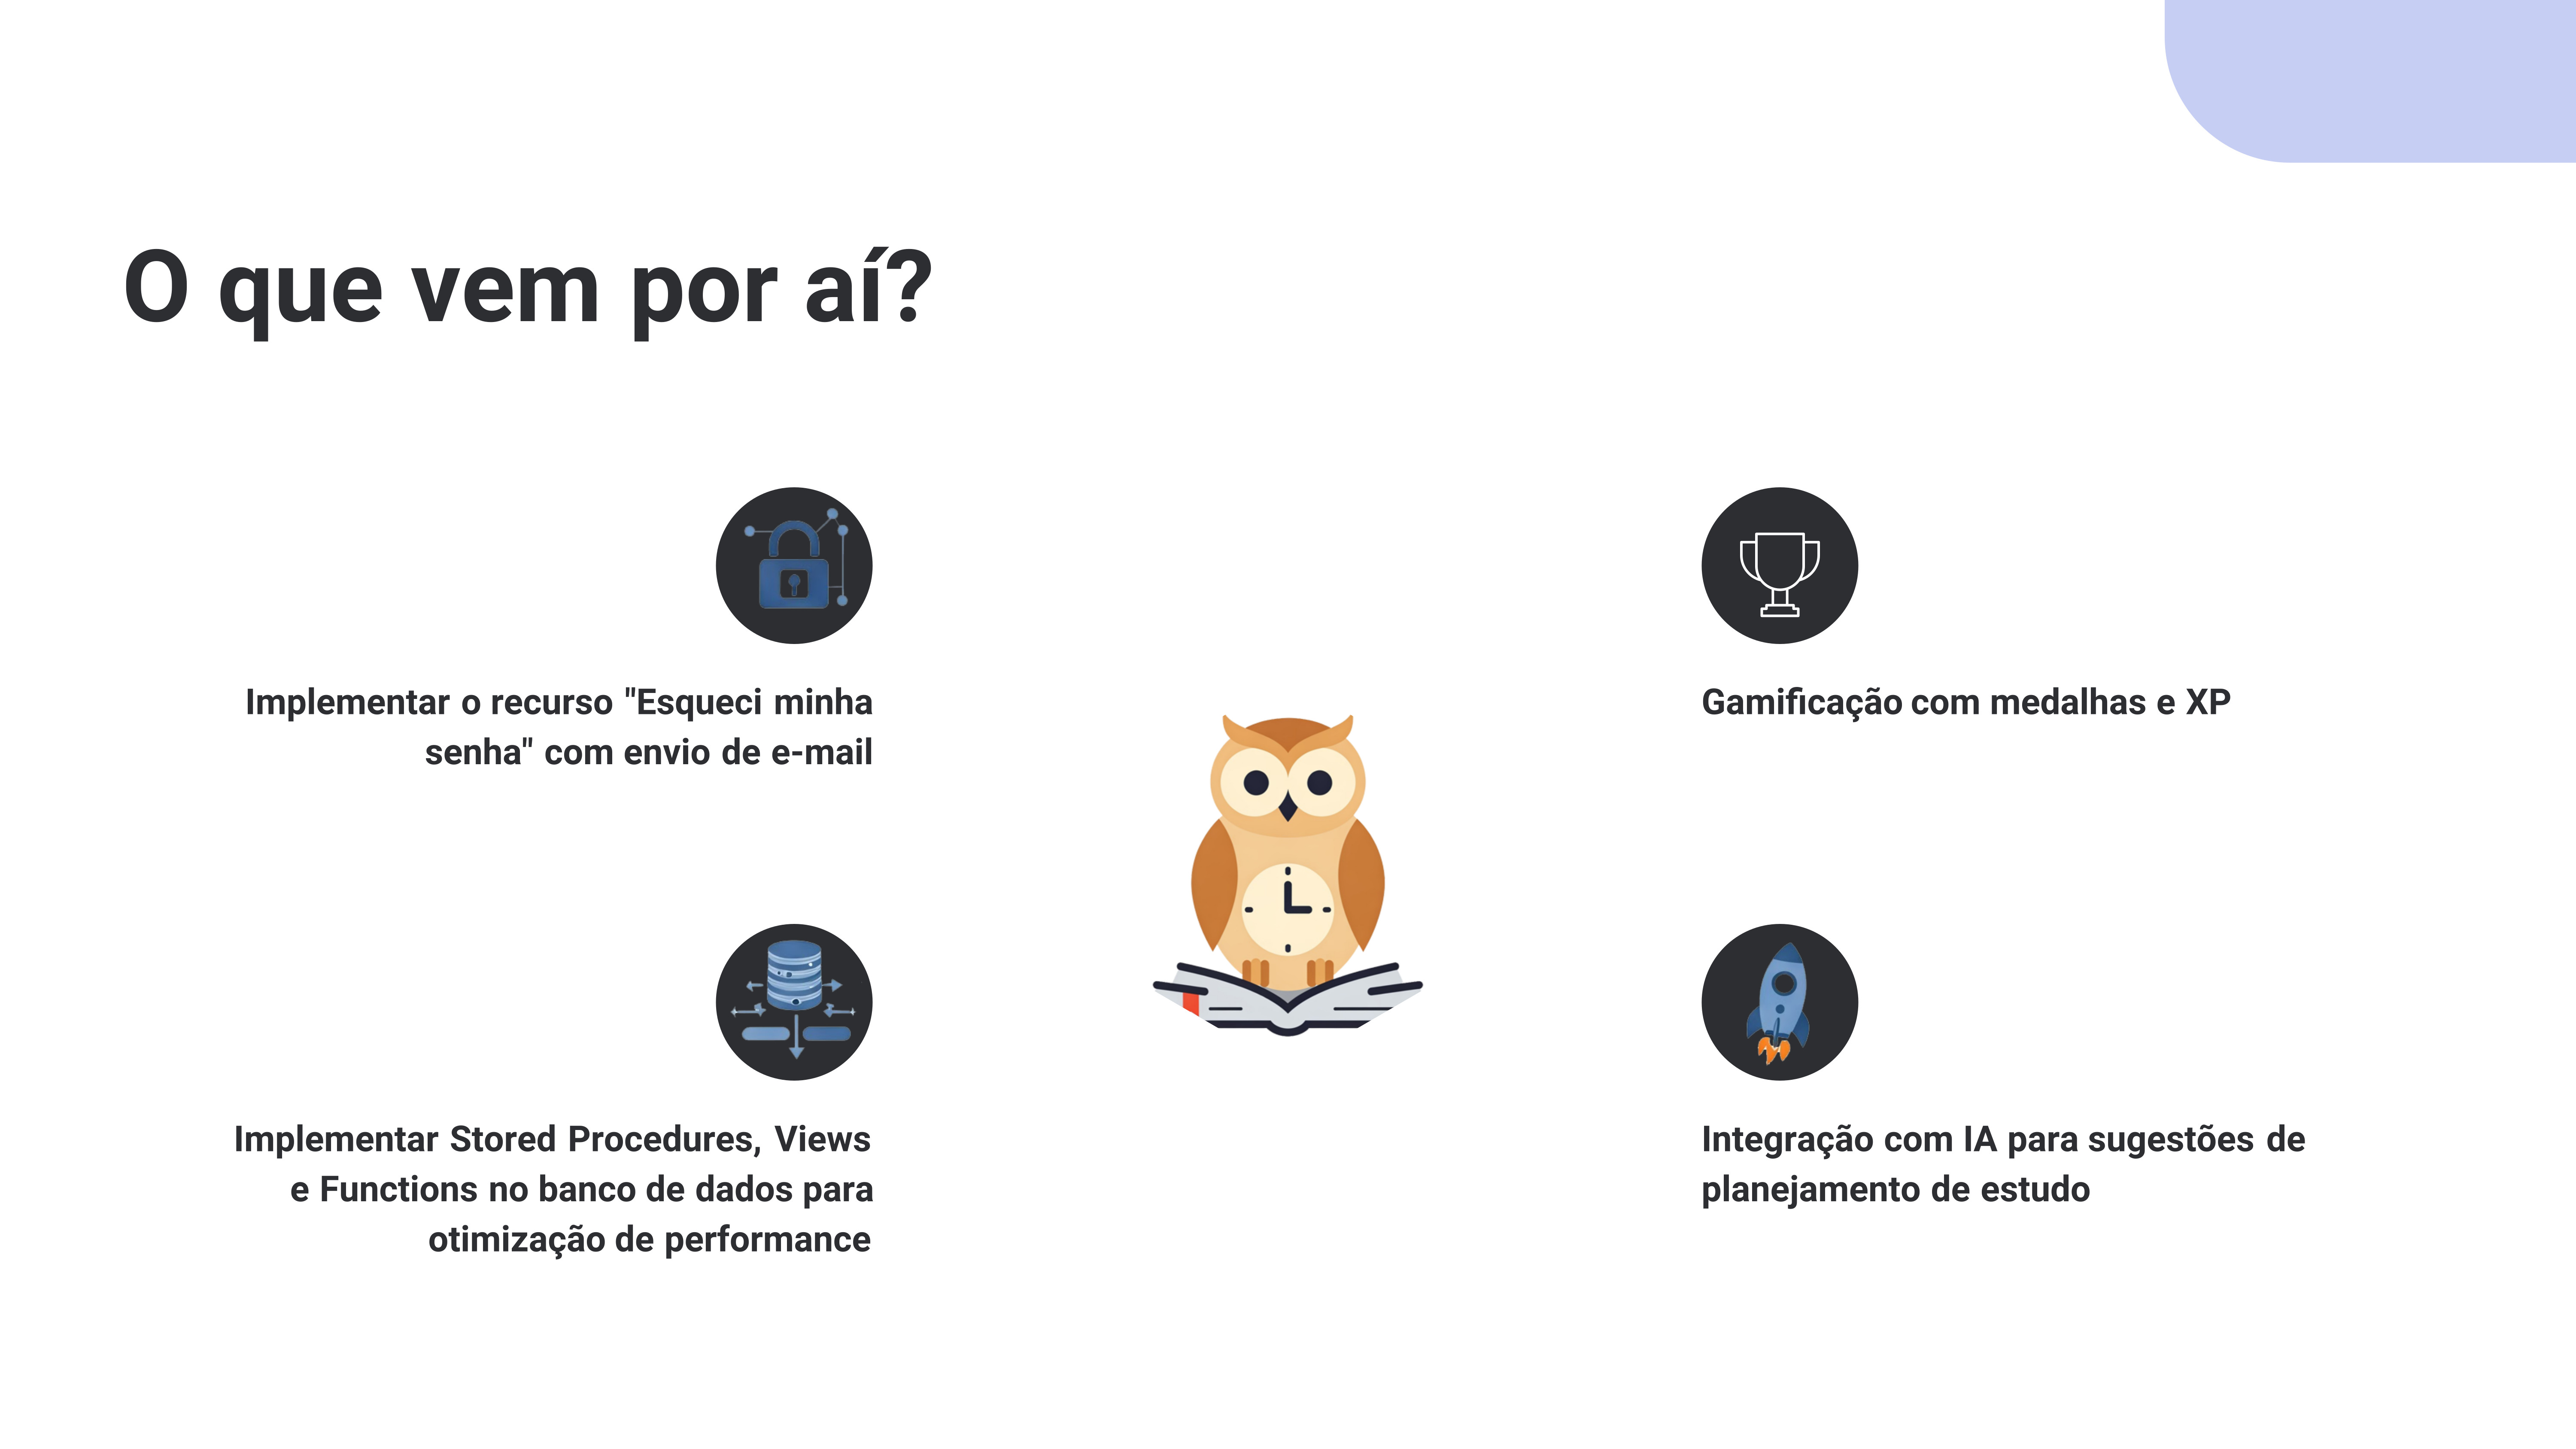 O que vem por aí?
Implementar o recurso "Esqueci minha
senha" com envio de e-mail
Gamificação com medalhas e XP
Implementar Stored Procedures, Views
e Functions no banco de dados para
otimização de performance
Integração com IA para sugestões de
planejamento de estudo